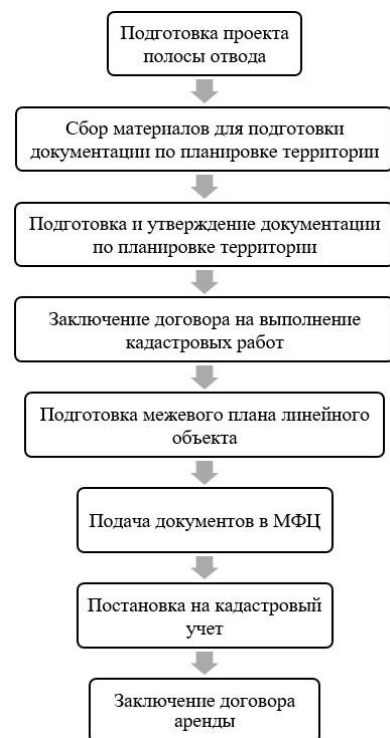 Подготовка проекта
полосы отвода
Сбор материалов для подготовки
документации по планировке территории
Подготовка и утверждение документации
по планировке территории
Заключение договора на выполнение
кадастровых работ
Подготовка межевого плана линейного
объекта
Подача документов в МФЦ
Постановка на кадастровый
учет
Заключение договора
аренды